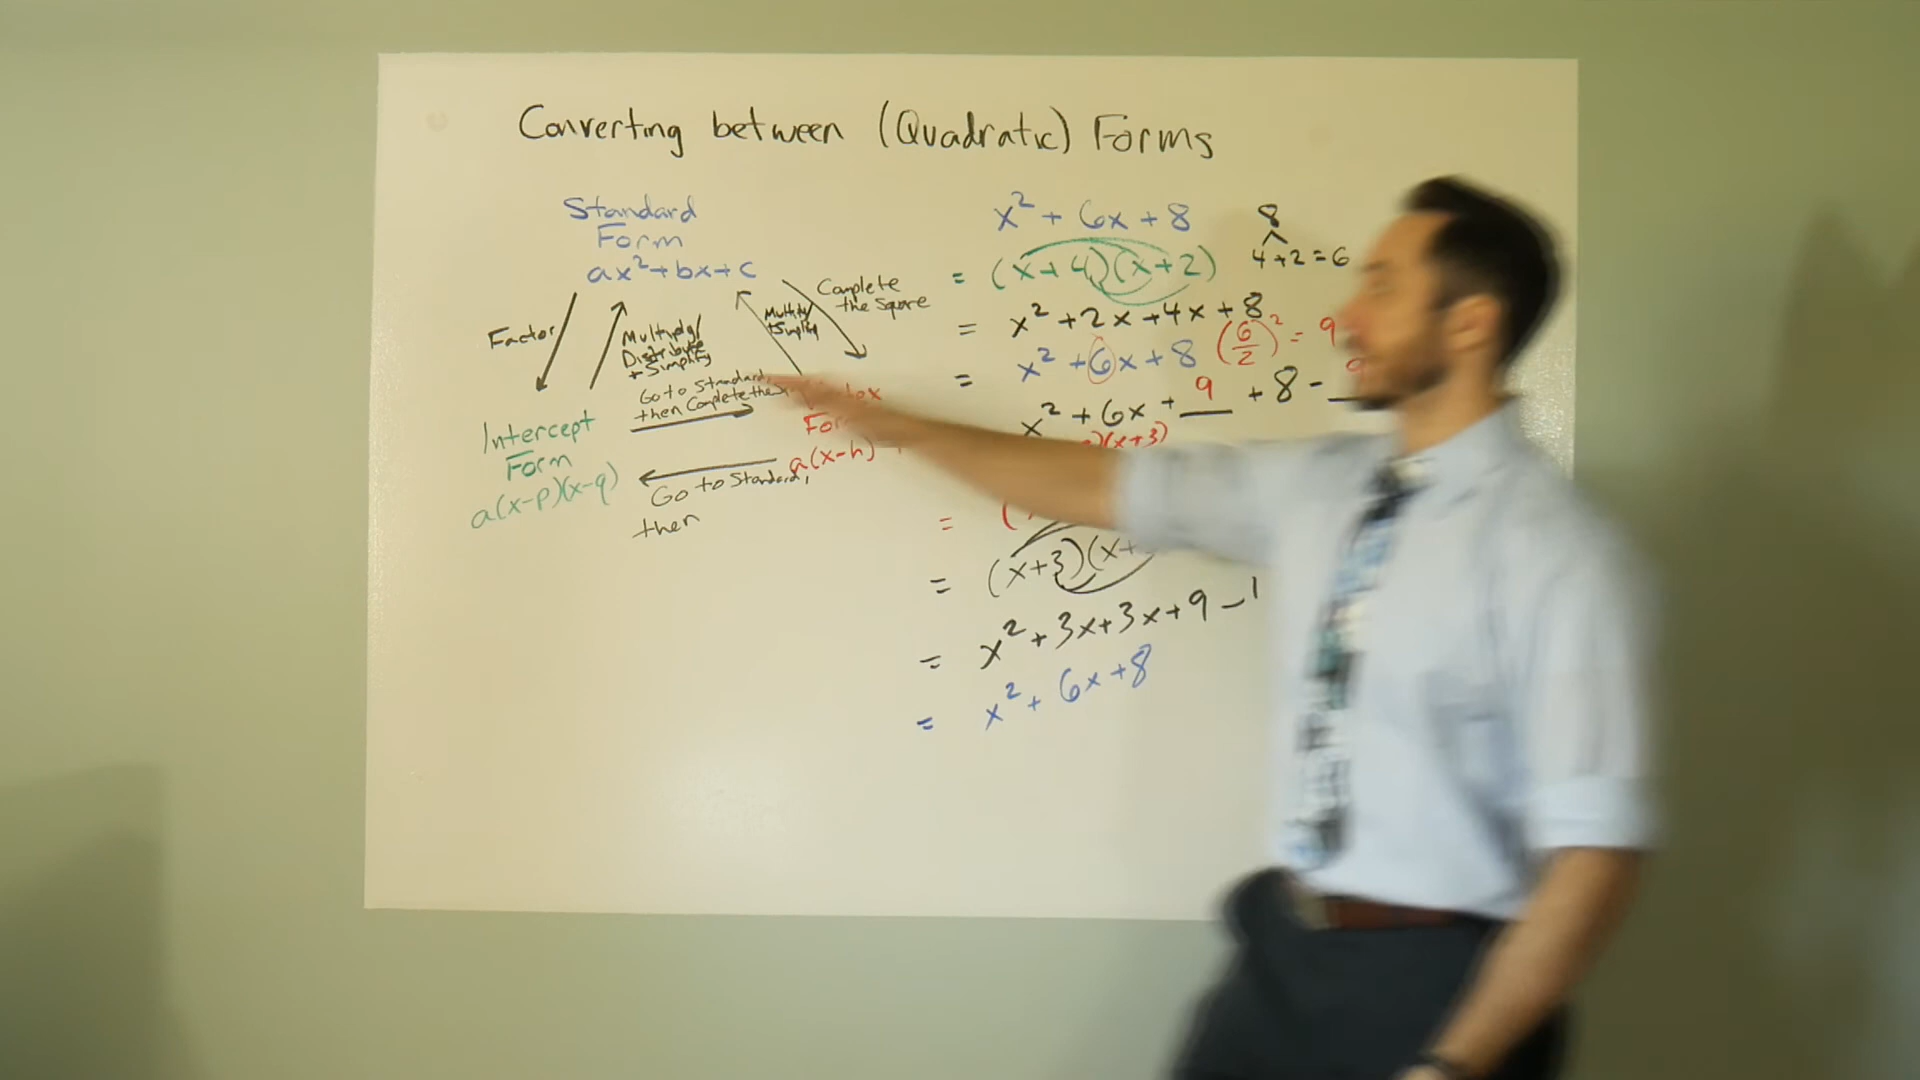 Converting between (Quadratic) Forms
Standard
Form
ax² + bx + c
Factor
Multiply/
Distribute
+ Simplify
Multiply
+ Simplify
Complete
the Square
Go to Standard,
then Complete the
Intercept
Form
a(x-p)(x-q)
a(x-h)
Go to Standard,
then
x² + 6x + 8
8
4+2=6
= (x+4)(x+2)
= x² + 2x + 4x + 8
= x² + 6x + 8 (6/2)² = 9
x² + 6x + 9 + 8 - 9
(x+3)
= (
= (x+3)(x+
= x² + 3x + 3x + 9 - 1
= x² + 6x + 8